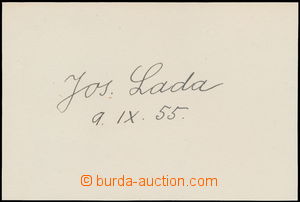 Jos. Lada
9. IX. 55.
© burda-auction.com